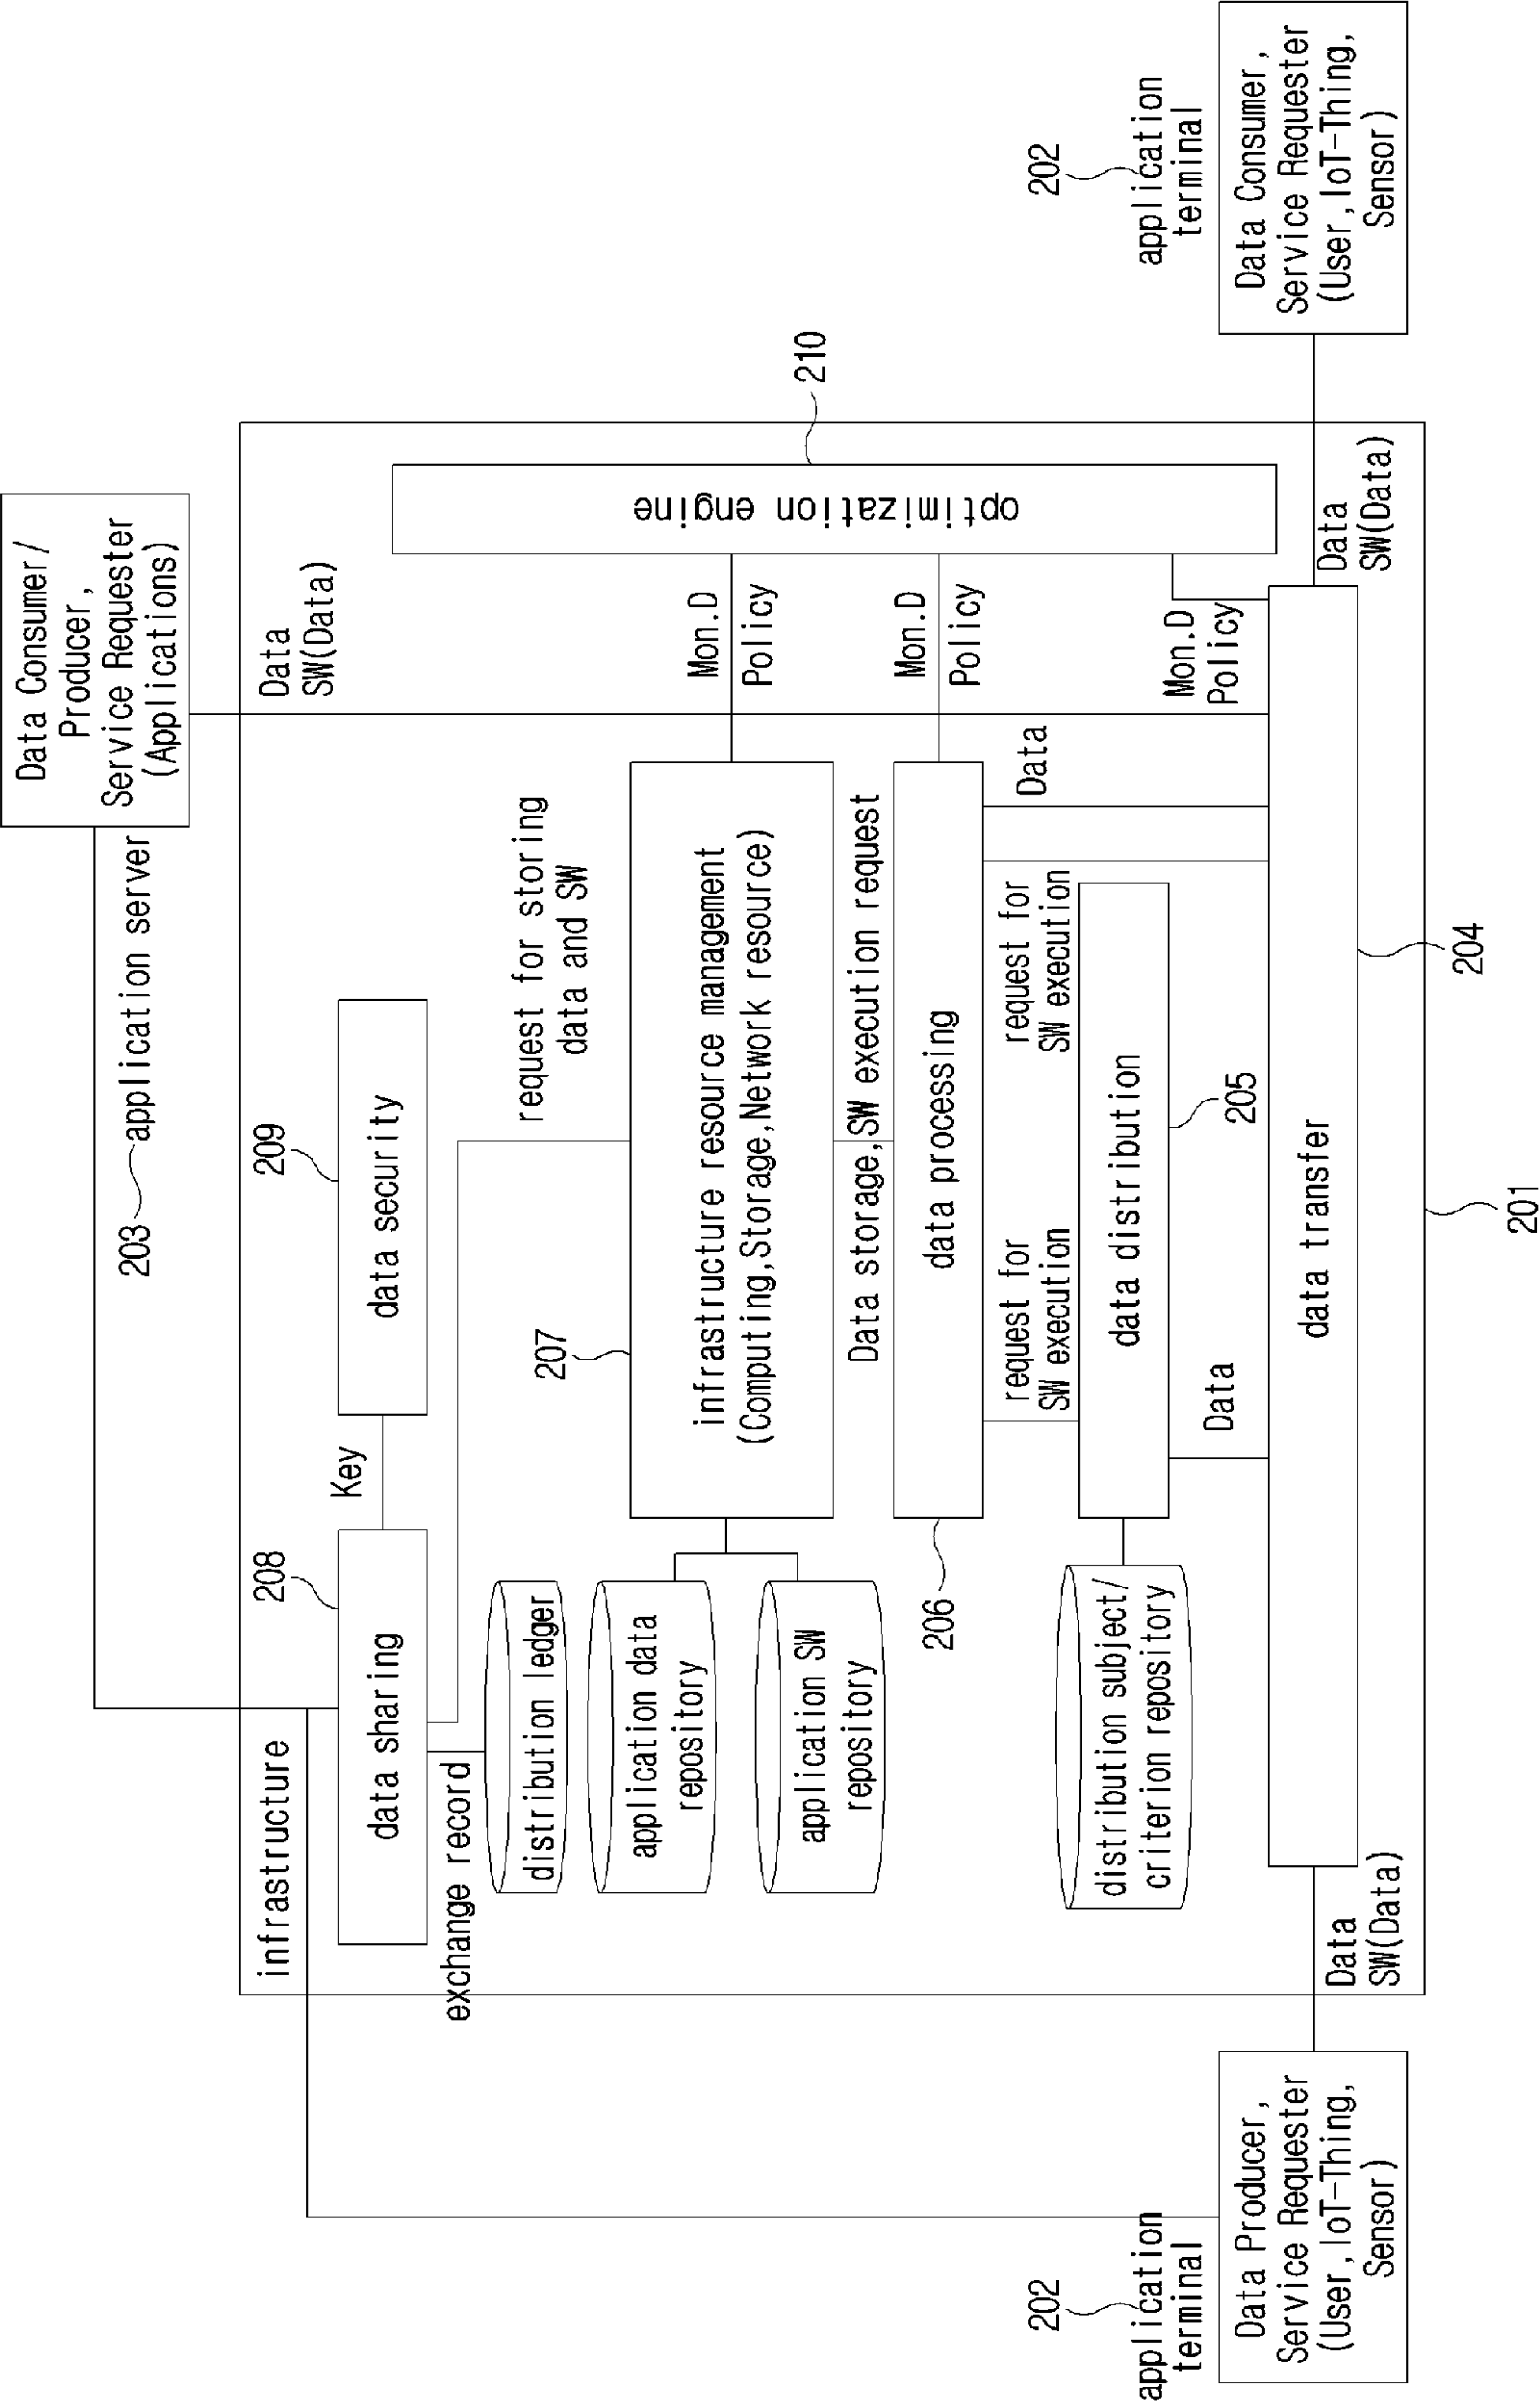 Data Consumer/
Producer,
Service Requester
(Applications)
203
application server
infrastructure
Data
SW(Data)
208
209
data sharing
Key
data security
exchange record
request for storing
data and SW
distribution ledger
207
210
application data
repository
application SW
repository
infrastructure resource management
(Computing,Storage,Network resource)
Mon.D
Policy
optimization engine
Data storage,SW execution request
206
data processing
Mon.D
Policy
request for
SW execution
request for
SW execution
Data
distribution subject/
criterion repository
data distribution
205
Data
Mon.D
Policy
202
application
terminal
Data Producer,
Service Requester
(User,IoT-Thing,
Sensor)
Data
SW(Data)
data transfer
204
Data
SW(Data)
202
application
terminal
Data Consumer,
Service Requester
(User,IoT-Thing,
Sensor)
201